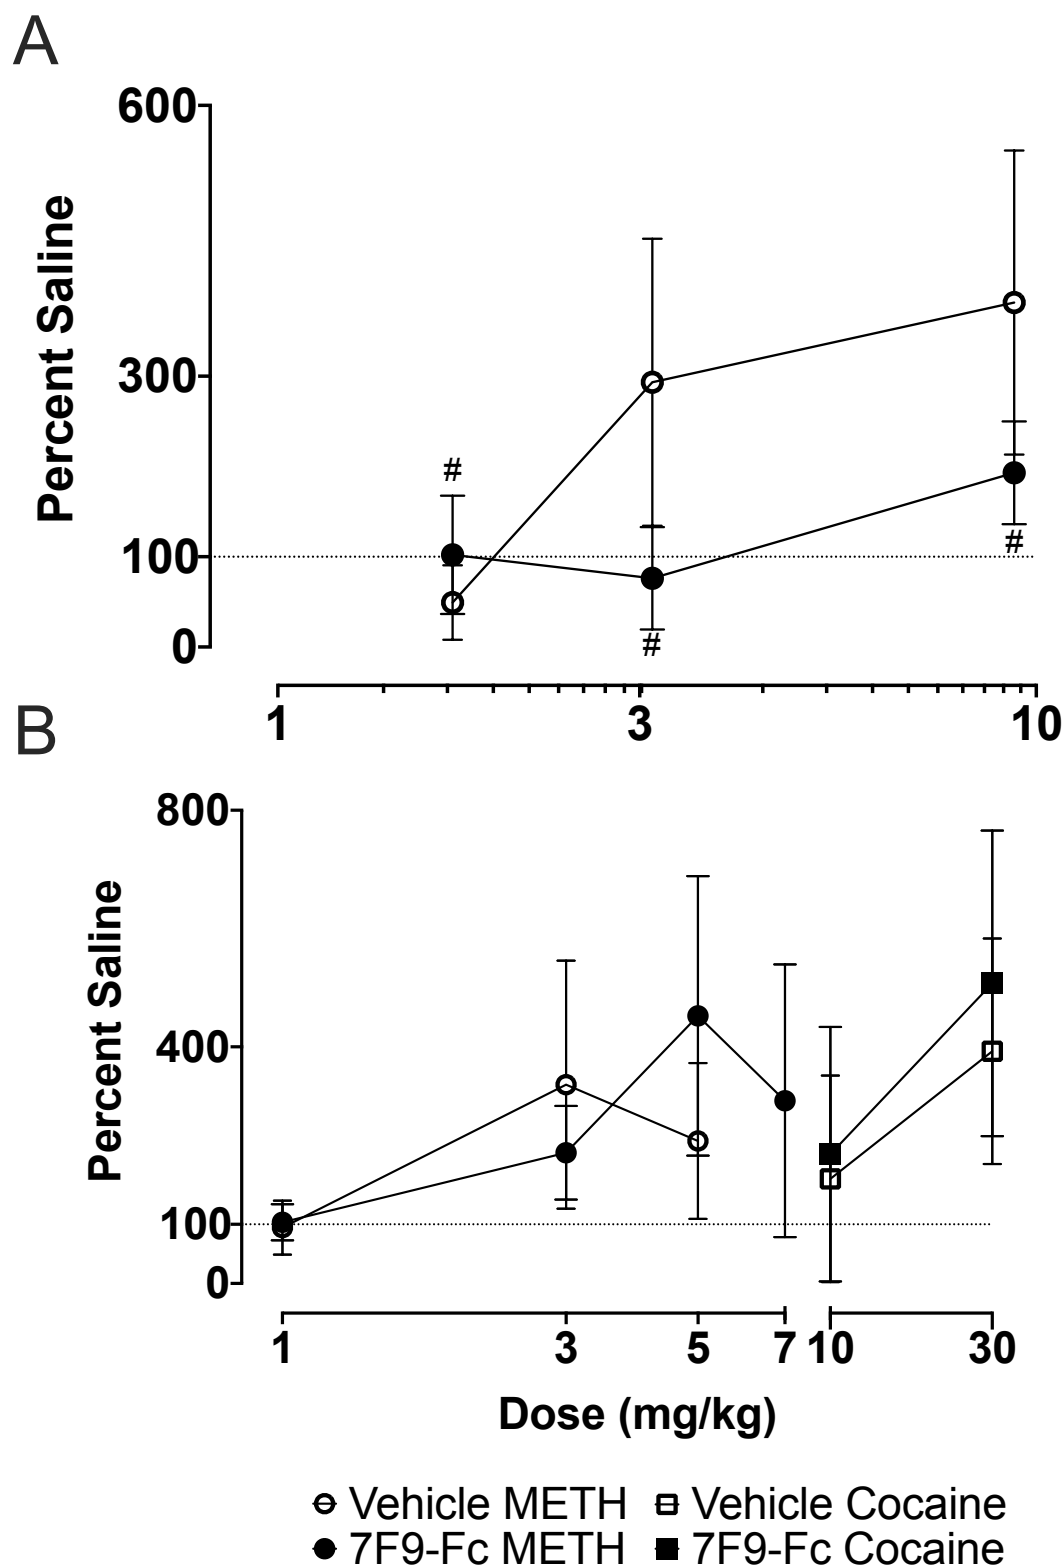 A
600
300
100
0
Percent Saline
#
#
#
1 3 10
B
800
400
100
0
Percent Saline
1 3 5 7 10 30
Dose (mg/kg)
Vehicle METH Vehicle Cocaine
7F9-Fc METH 7F9-Fc Cocaine